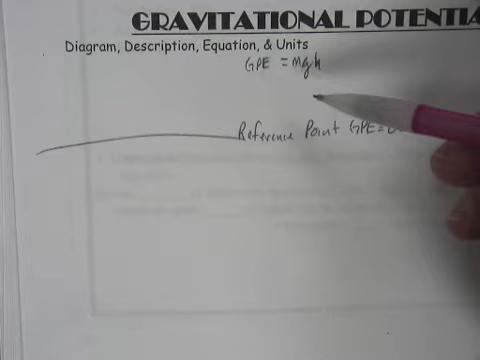 GRAVITATIONAL POTENTIA
Diagram, Description, Equation, & Units
GPE = mgh
Reference Point GPE=